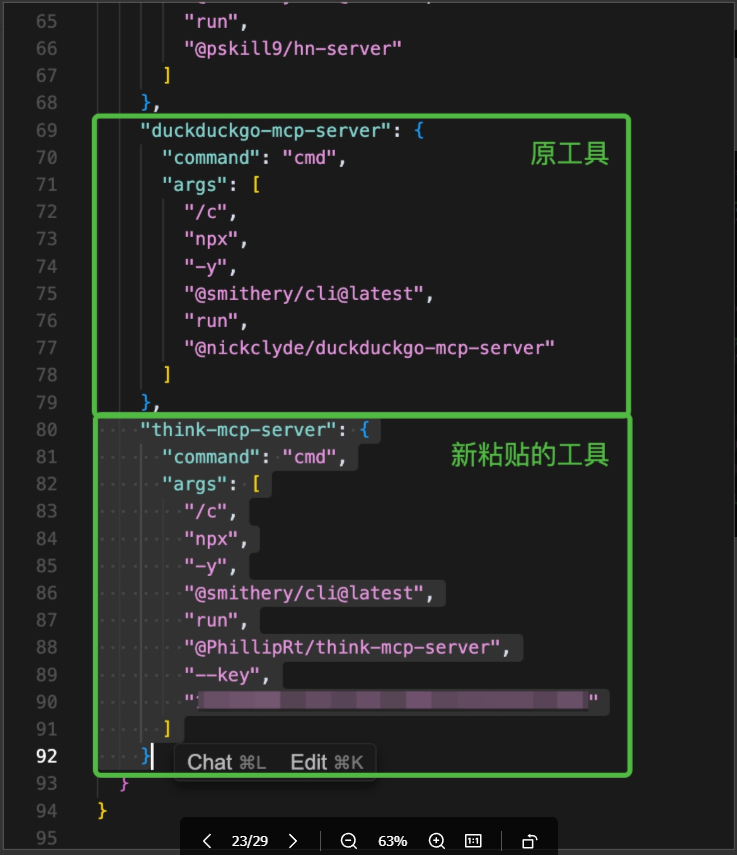 65 "run",
66 "@pskill9/hn-server"
67 ]
68 },
69 "duckduckgo-mcp-server": {
70 "command": "cmd", 原工具
71 "args": [
72 "/c",
73 "npx",
74 "-y",
75 "@smithery/cli@latest",
76 "run",
77 "@nickclyde/duckduckgo-mcp-server"
78 ]
79 },
80 "think-mcp-server": {
81 "command": "cmd", 新粘贴的工具
82 "args": [
83 "/c",
84 "npx",
85 "-y",
86 "@smithery/cli@latest",
87 "run",
88 "@PhillipRt/think-mcp-server",
89 "--key",
90 " "
91 ]
92 } Chat ⌘L Edit ⌘K
93 }
94 }
95
23/29 63% 1:1